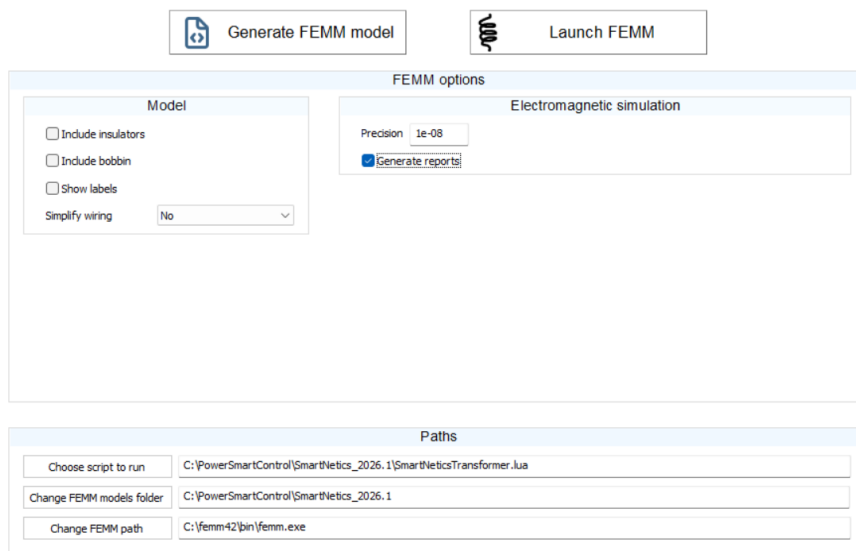 Generate FEMM model
Launch FEMM
FEMM options
Model
Electromagnetic simulation
Include insulators
Precision 1e-08
Include bobbin
Generate reports
Show labels
Simplify wiring No
Paths
Choose script to run C:\PowerSmartControl\SmartNetics_2026.1\SmartNeticsTransformer.lua
Change FEMM models folder C:\PowerSmartControl\SmartNetics_2026.1
Change FEMM path C:\femm42\bin\femm.exe